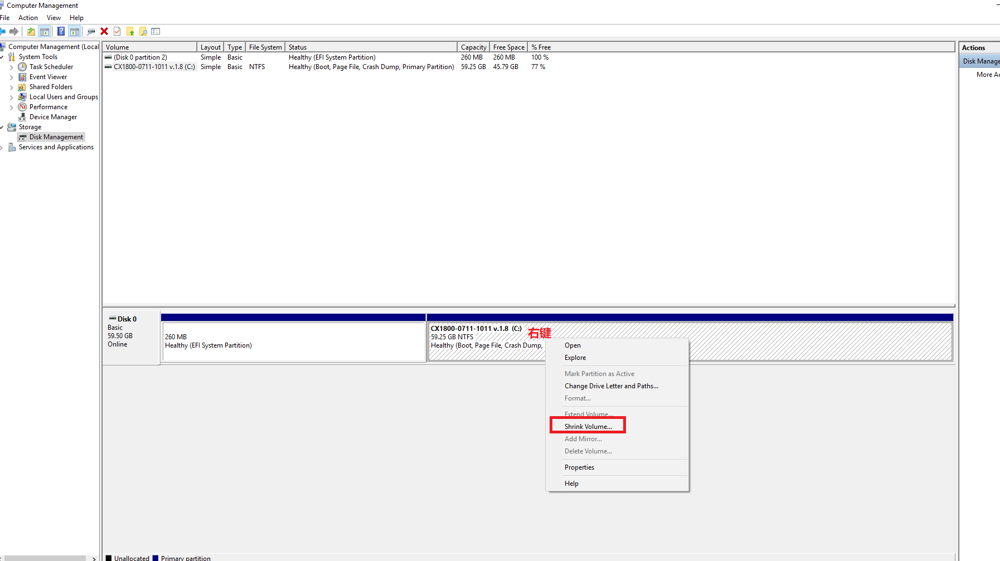 Computer Management
File Action View Help
Computer Management (Local
System Tools
Task Scheduler
Event Viewer
Shared Folders
Local Users and Groups
Performance
Device Manager
Storage
Disk Management
Services and Applications
Volume Layout Type File System Status Capacity Free Space % Free
(Disk 0 partition 2) Simple Basic Healthy (EFI System Partition) 260 MB 260 MB 100 %
CX1800-0711-1011 v.1.8 (C:) Simple Basic NTFS Healthy (Boot, Page File, Crash Dump, Primary Partition) 59.25 GB 45.79 GB 77 %
Disk 0
Basic
59.50 GB
Online
260 MB
Healthy (EFI System Partition)
CX1800-0711-1011 v.1.8 (C:)
59.25 GB NTFS
Healthy (Boot, Page File, Crash Dump,
右键
Open
Explore
Mark Partition as Active
Change Drive Letter and Paths...
Format...
Extend Volume...
Shrink Volume...
Add Mirror...
Delete Volume...
Properties
Help
Unallocated Primary partition
Actions
Disk Manage
More Ac